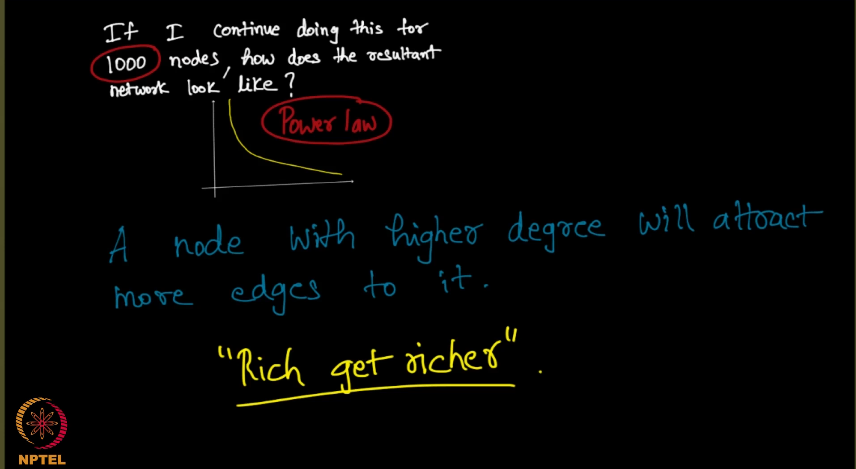 If I continue doing this for
1000 nodes, how does the resultant
network look like?
Power law
A node with higher degree will attract
more edges to it.
"Rich get richer".
NPTEL